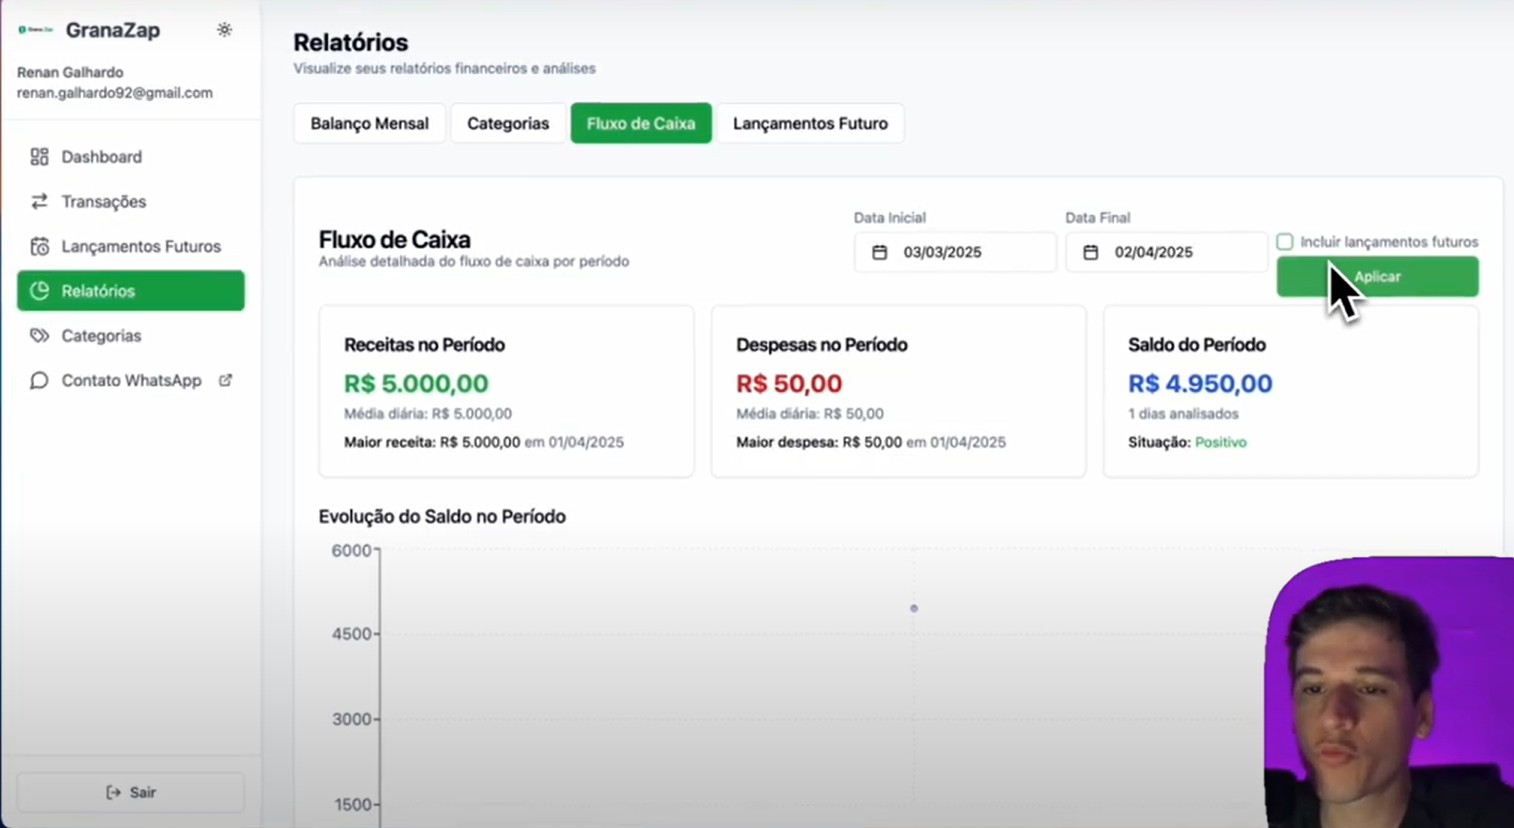 GranaZap
Renan Galhardo
renan.galhardo92@gmail.com
Dashboard
Transações
Lançamentos Futuros
Relatórios
Categorias
Contato WhatsApp
Sair
Relatórios
Visualize seus relatórios financeiros e análises
Balanço Mensal
Categorias
Fluxo de Caixa
Lançamentos Futuro
Fluxo de Caixa
Análise detalhada do fluxo de caixa por período
Data Inicial
03/03/2025
Data Final
02/04/2025
Incluir lançamentos futuros
Aplicar
Receitas no Período
R$ 5.000,00
Média diária: R$ 5.000,00
Maior receita: R$ 5.000,00 em 01/04/2025
Despesas no Período
R$ 50,00
Média diária: R$ 50,00
Maior despesa: R$ 50,00 em 01/04/2025
Saldo do Período
R$ 4.950,00
1 dias analisados
Situação: Positivo
Evolução do Saldo no Período
6000
4500
3000
1500